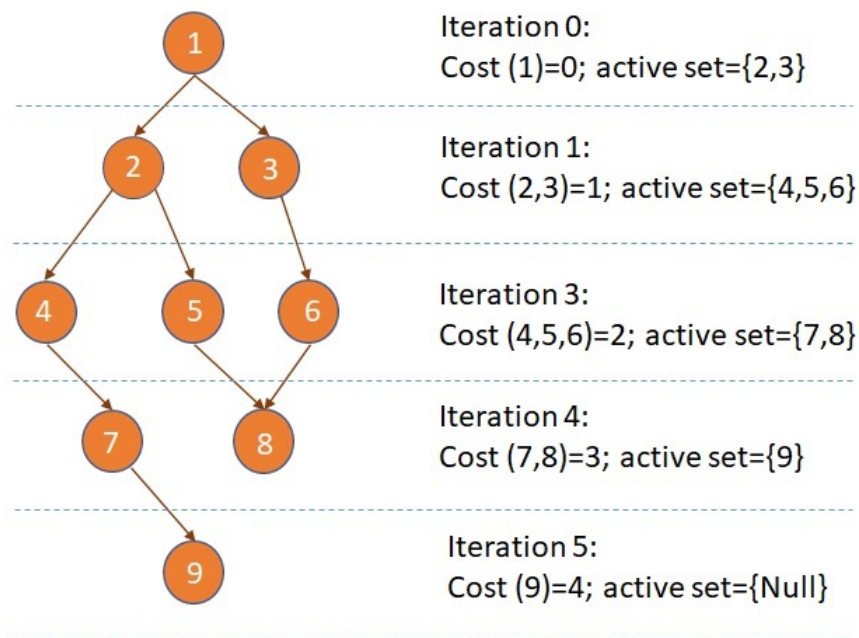 1
Iteration 0:
Cost (1)=0; active set={2,3}
2
3
Iteration 1:
Cost (2,3)=1; active set={4,5,6}
4
5
6
Iteration 3:
Cost (4,5,6)=2; active set={7,8}
7
8
Iteration 4:
Cost (7,8)=3; active set={9}
9
Iteration 5:
Cost (9)=4; active set={Null}